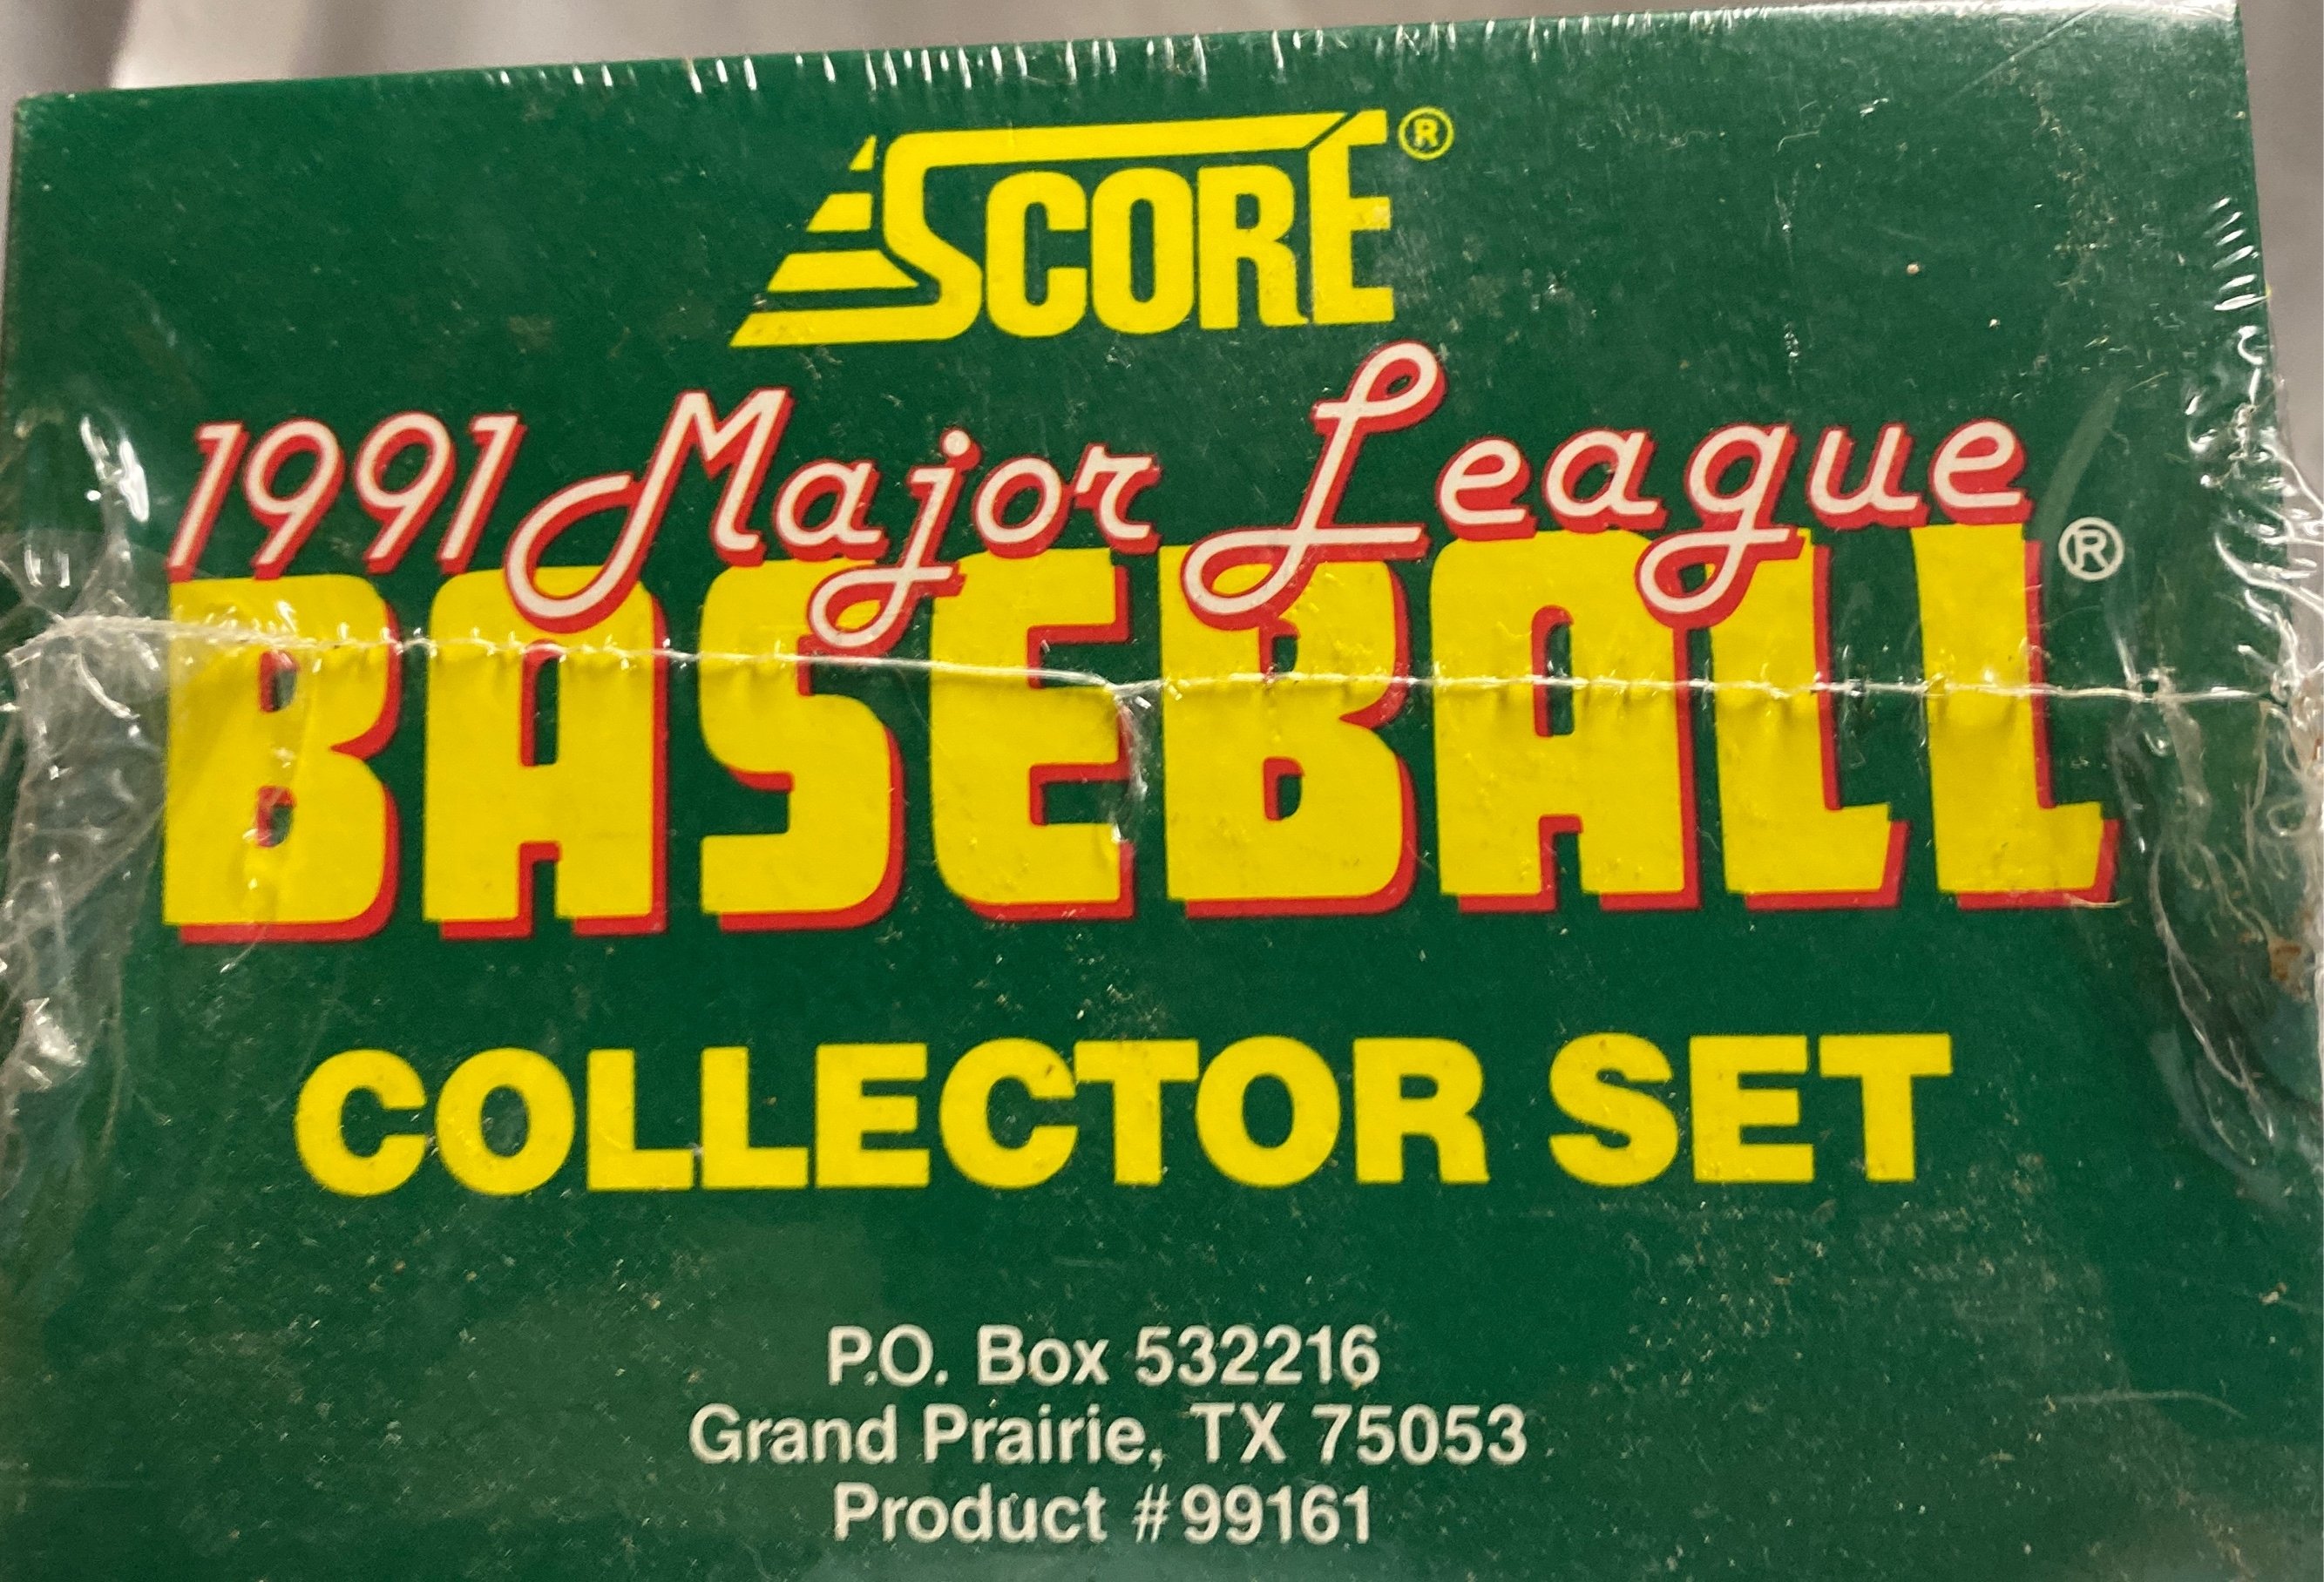 SCORE®
1991 Major League
BASEBALL®
COLLECTOR SET
P.O. Box 532216
Grand Prairie, TX 75053
Product #99161